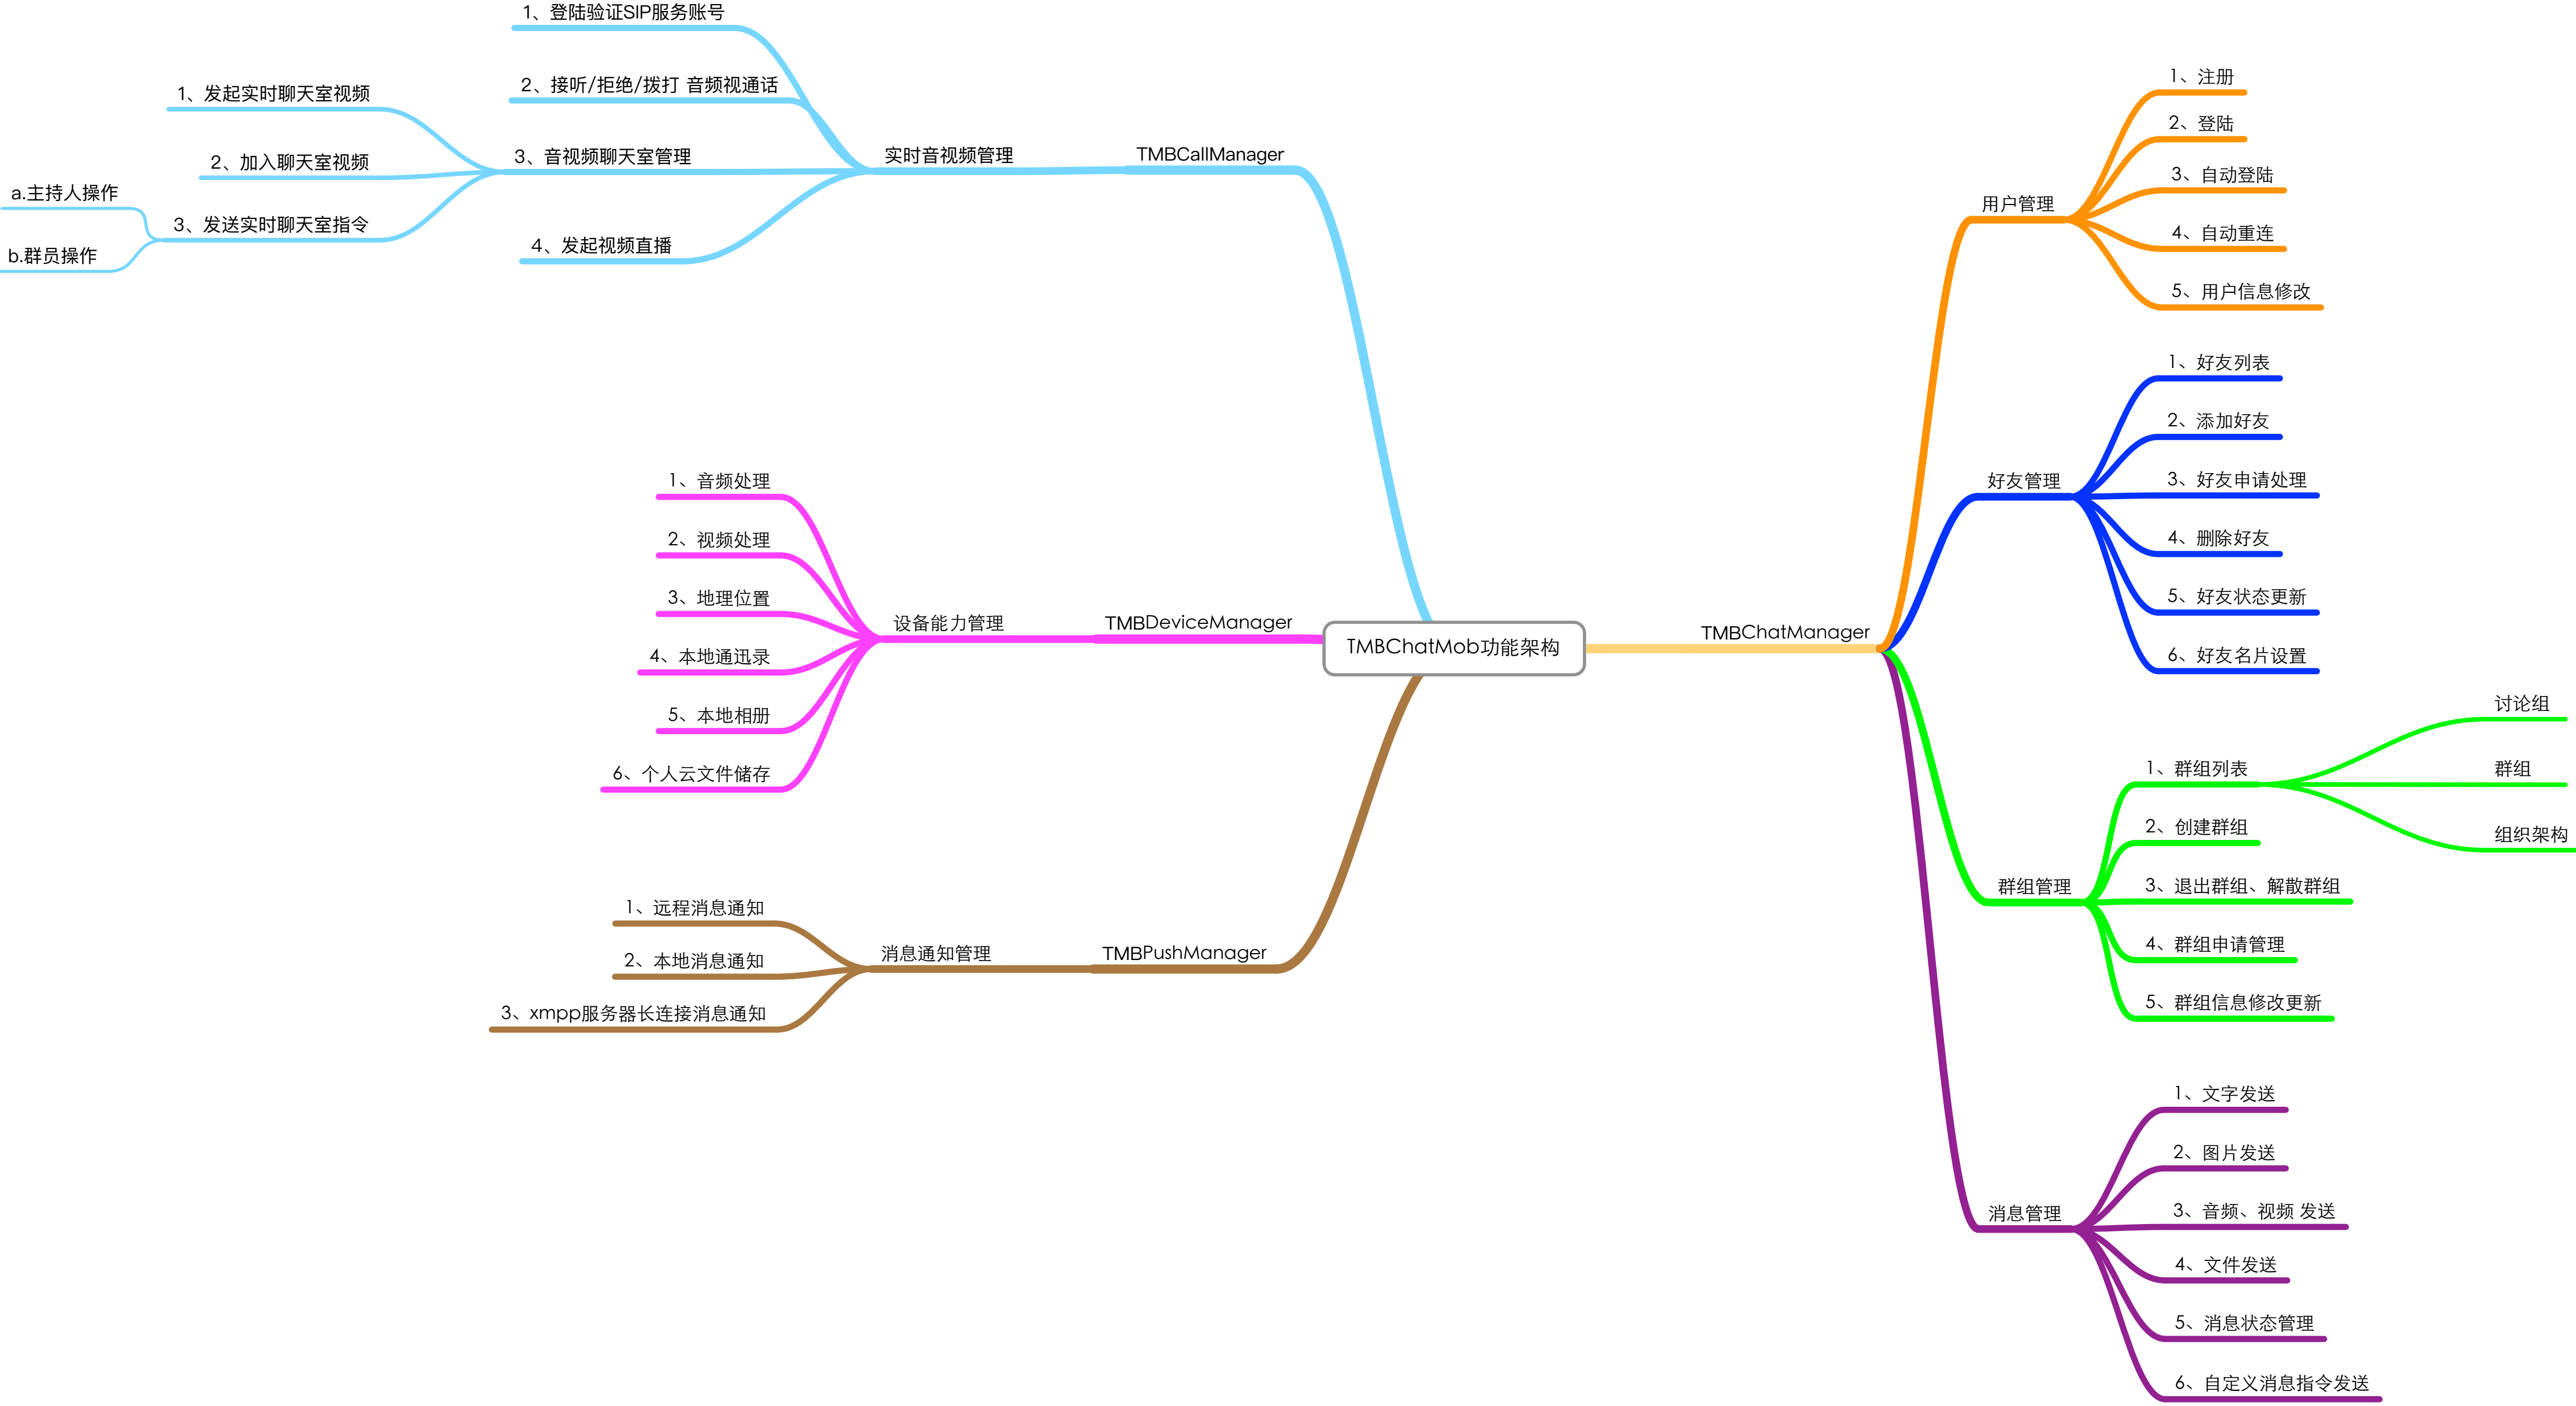 TMBChatMob功能架构
TMBCallManager
实时音视频管理
1、登陆验证SIP服务账号
2、接听/拒绝/拨打 音频视通话
3、音视频聊天室管理
1、发起实时聊天室视频
2、加入聊天室视频
3、发送实时聊天室指令
a.主持人操作
b.群员操作
4、发起视频直播
TMBDeviceManager
设备能力管理
1、音频处理
2、视频处理
3、地理位置
4、本地通讯录
5、本地相册
6、个人云文件储存
TMBPushManager
消息通知管理
1、远程消息通知
2、本地消息通知
3、xmpp服务器长连接消息通知
TMBChatManager
用户管理
1、注册
2、登陆
3、自动登陆
4、自动重连
5、用户信息修改
好友管理
1、好友列表
2、添加好友
3、好友申请处理
4、删除好友
5、好友状态更新
6、好友名片设置
群组管理
1、群组列表
讨论组
群组
组织架构
2、创建群组
3、退出群组、解散群组
4、群组申请管理
5、群组信息修改更新
消息管理
1、文字发送
2、图片发送
3、音频、视频 发送
4、文件发送
5、消息状态管理
6、自定义消息指令发送